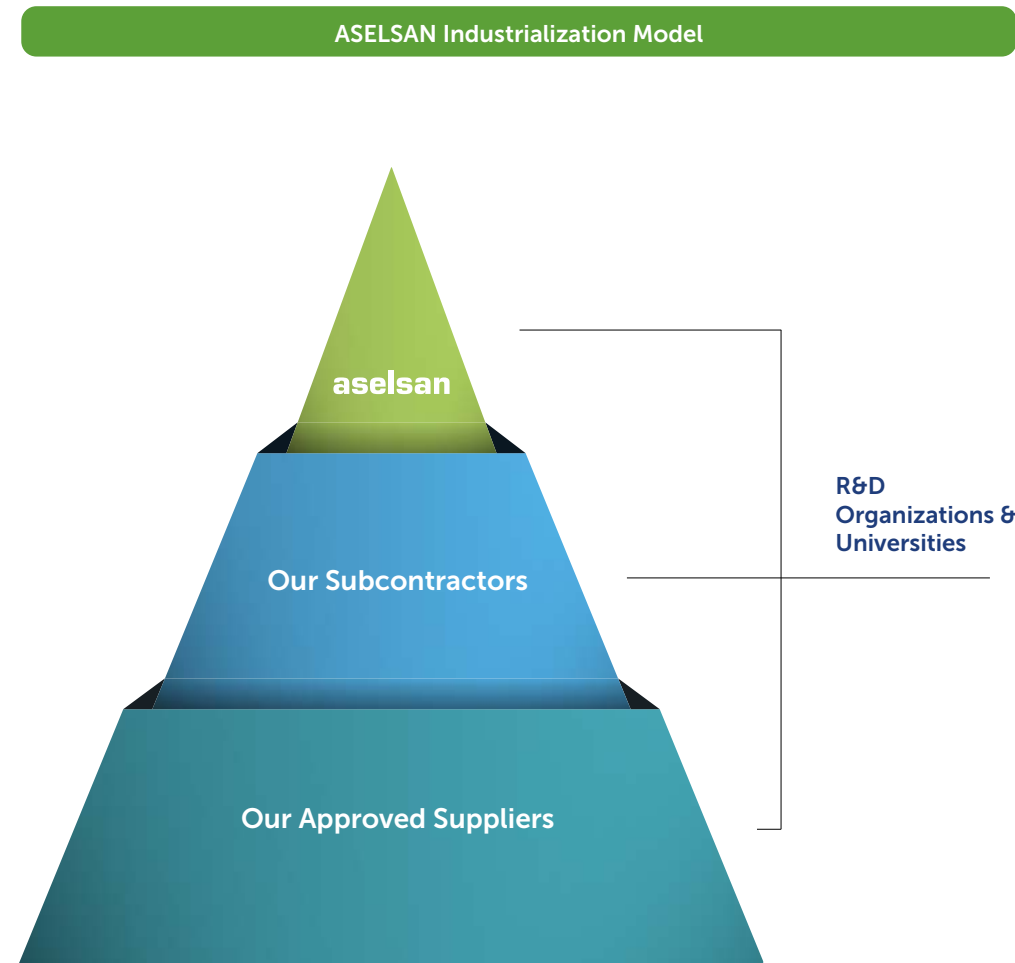 ASELSAN Industrialization Model
aselsan
R&D
Organizations &
Universities
Our Subcontractors
Our Approved Suppliers